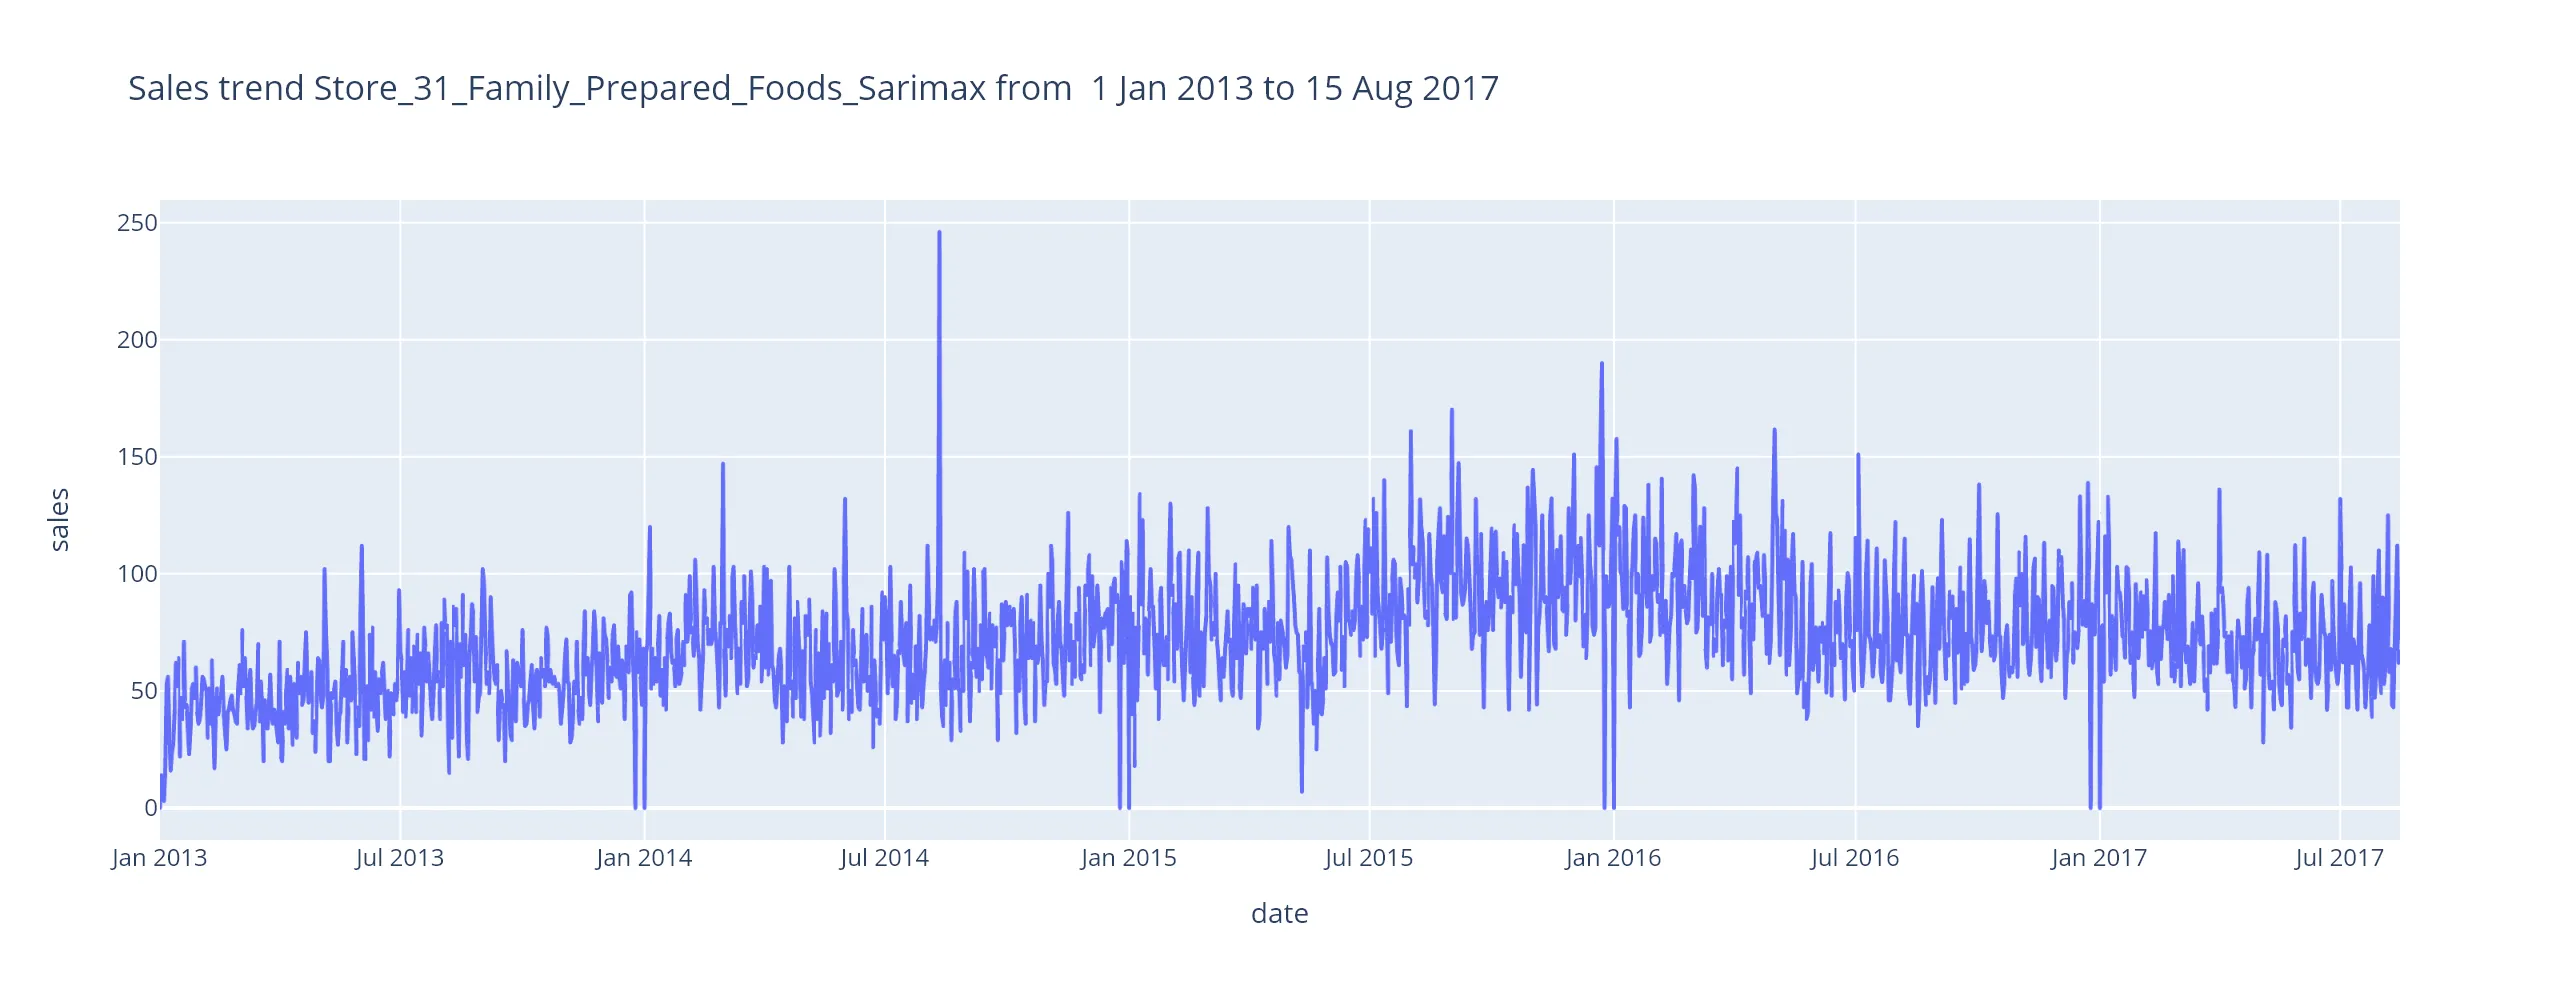 Sales trend Store_31_Family_Prepared_Foods_Sarimax from  1 Jan 2013 to 15 Aug 2017
250
200
150
100
50
0
sales
Jan 2013 Jul 2013 Jan 2014 Jul 2014 Jan 2015 Jul 2015 Jan 2016 Jul 2016 Jan 2017 Jul 2017
date